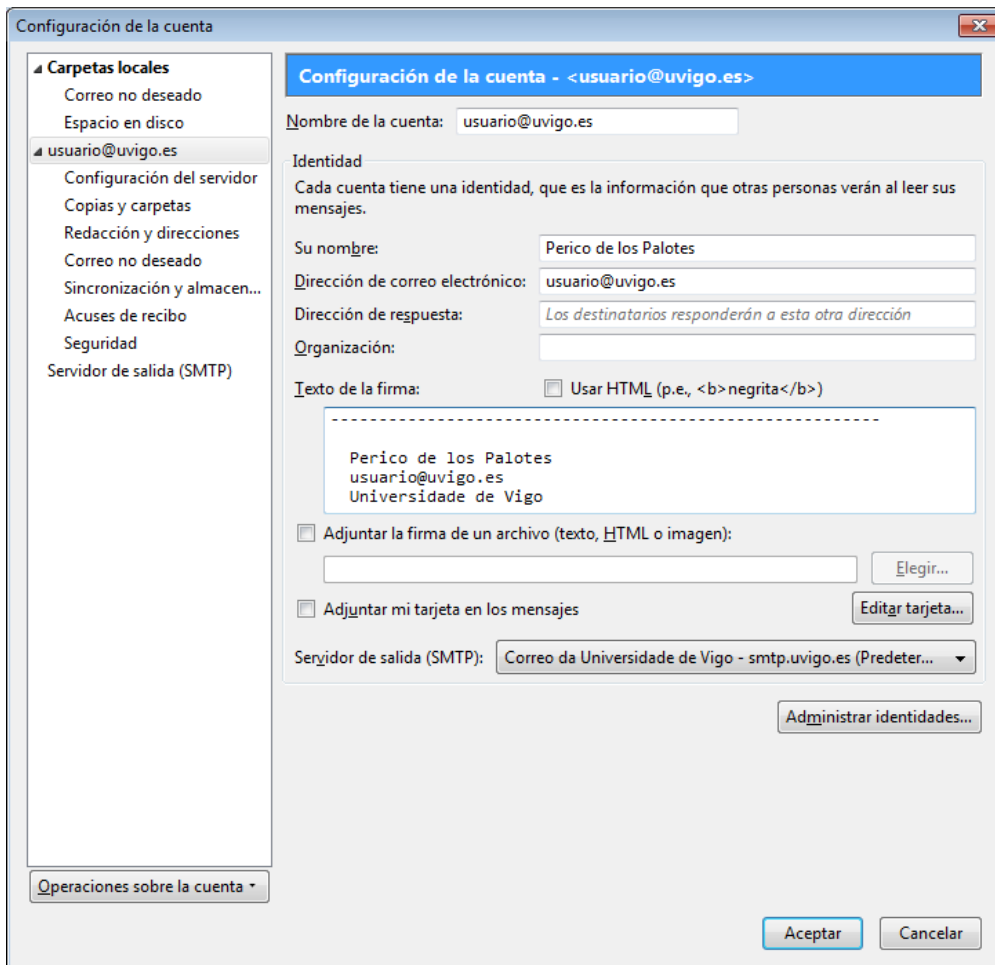 Configuración de la cuenta
Carpetas locales
Correo no deseado
Espacio en disco
usuario@uvigo.es
Configuración del servidor
Copias y carpetas
Redacción y direcciones
Correo no deseado
Sincronización y almacen...
Acuses de recibo
Seguridad
Servidor de salida (SMTP)
Operaciones sobre la cuenta
Configuración de la cuenta - <usuario@uvigo.es>
Nombre de la cuenta: usuario@uvigo.es
Identidad
Cada cuenta tiene una identidad, que es la información que otras personas verán al leer sus
mensajes.
Su nombre: Perico de los Palotes
Dirección de correo electrónico: usuario@uvigo.es
Dirección de respuesta: Los destinatarios responderán a esta otra dirección
Organización:
Texto de la firma: Usar HTML (p.e., <b>negrita</b>)
---------------------------------------------------------
Perico de los Palotes
usuario@uvigo.es
Universidade de Vigo
Adjuntar la firma de un archivo (texto, HTML o imagen):
Elegir...
Adjuntar mi tarjeta en los mensajes Editar tarjeta...
Servidor de salida (SMTP): Correo da Universidade de Vigo - smtp.uvigo.es (Predeter...
Administrar identidades...
Aceptar Cancelar